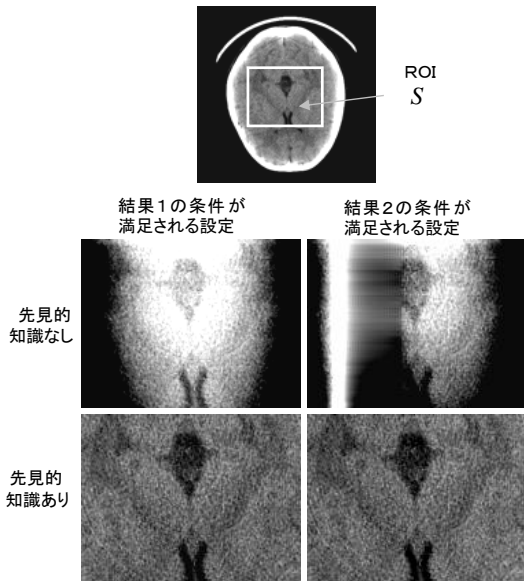 ROI
S
結果1の条件が
満足される設定
結果2の条件が
満足される設定
先見的
知識なし
先見的
知識あり